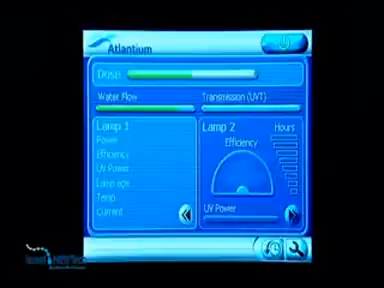 Atlantium
Dose
Water Flow
Transmission (UVT)
Lamp 1
Power
Efficiency
UV Power
Lamp age
Temp
Current
Lamp 2
Hours
Efficiency
UV Power